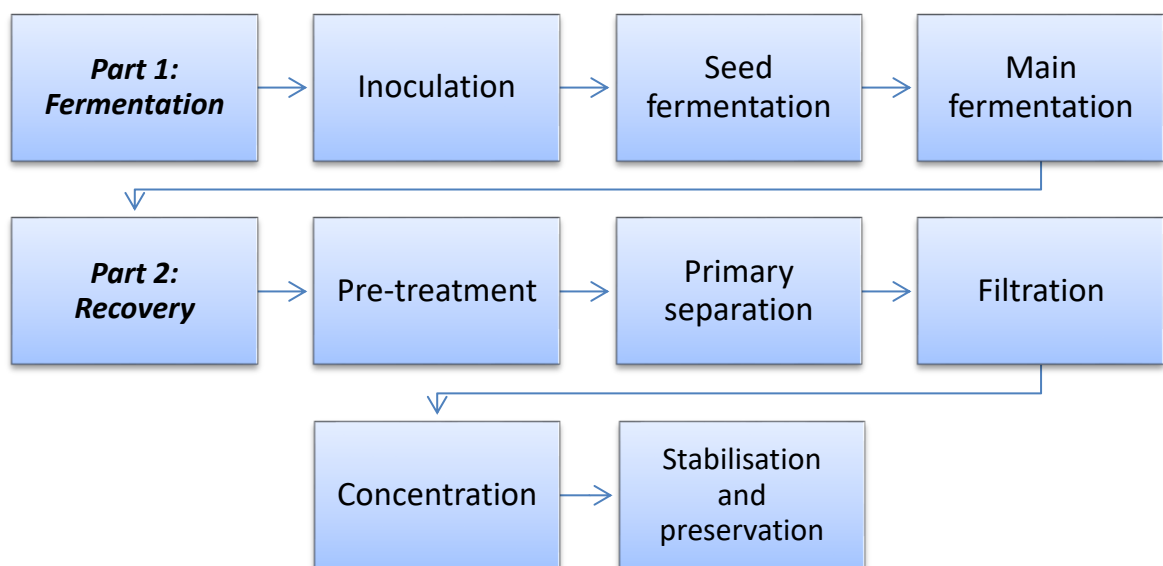 Part 1:
Fermentation
Inoculation
Seed
fermentation
Main
fermentation
Part 2:
Recovery
Pre-treatment
Primary
separation
Filtration
Concentration
Stabilisation
and
preservation